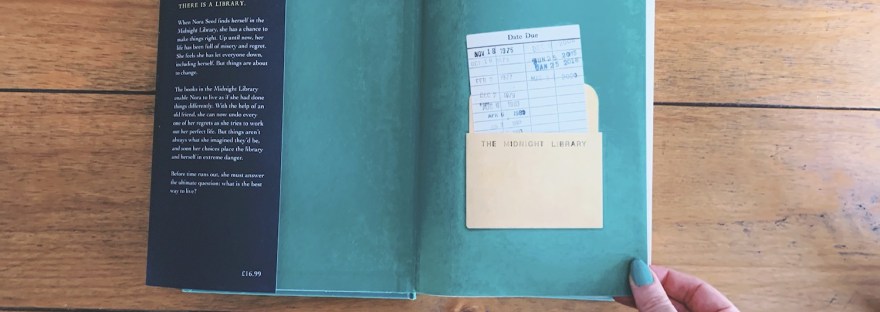 THERE IS A LIBRARY.
When Nora Seed finds herself in the
Midnight Library, she has a chance to
make things right. Up until now, her
life has been full of misery and regret.
She feels she has let everyone down,
including herself. But things are about
to change.
The books in the Midnight Library
enable Nora to live as if she had done
things differently. With the help of an
old friend, she can now undo every
one of her regrets as she tries to work
out her perfect life. But things aren't
always what she imagined they'd be,
and soon her choices place the library
and herself in extreme danger.
Before time runs out, she must answer
the ultimate question: what is the best
way to live?
£16.99
Date Due
NOV 18 1975
THE MIDNIGHT LIBRARY